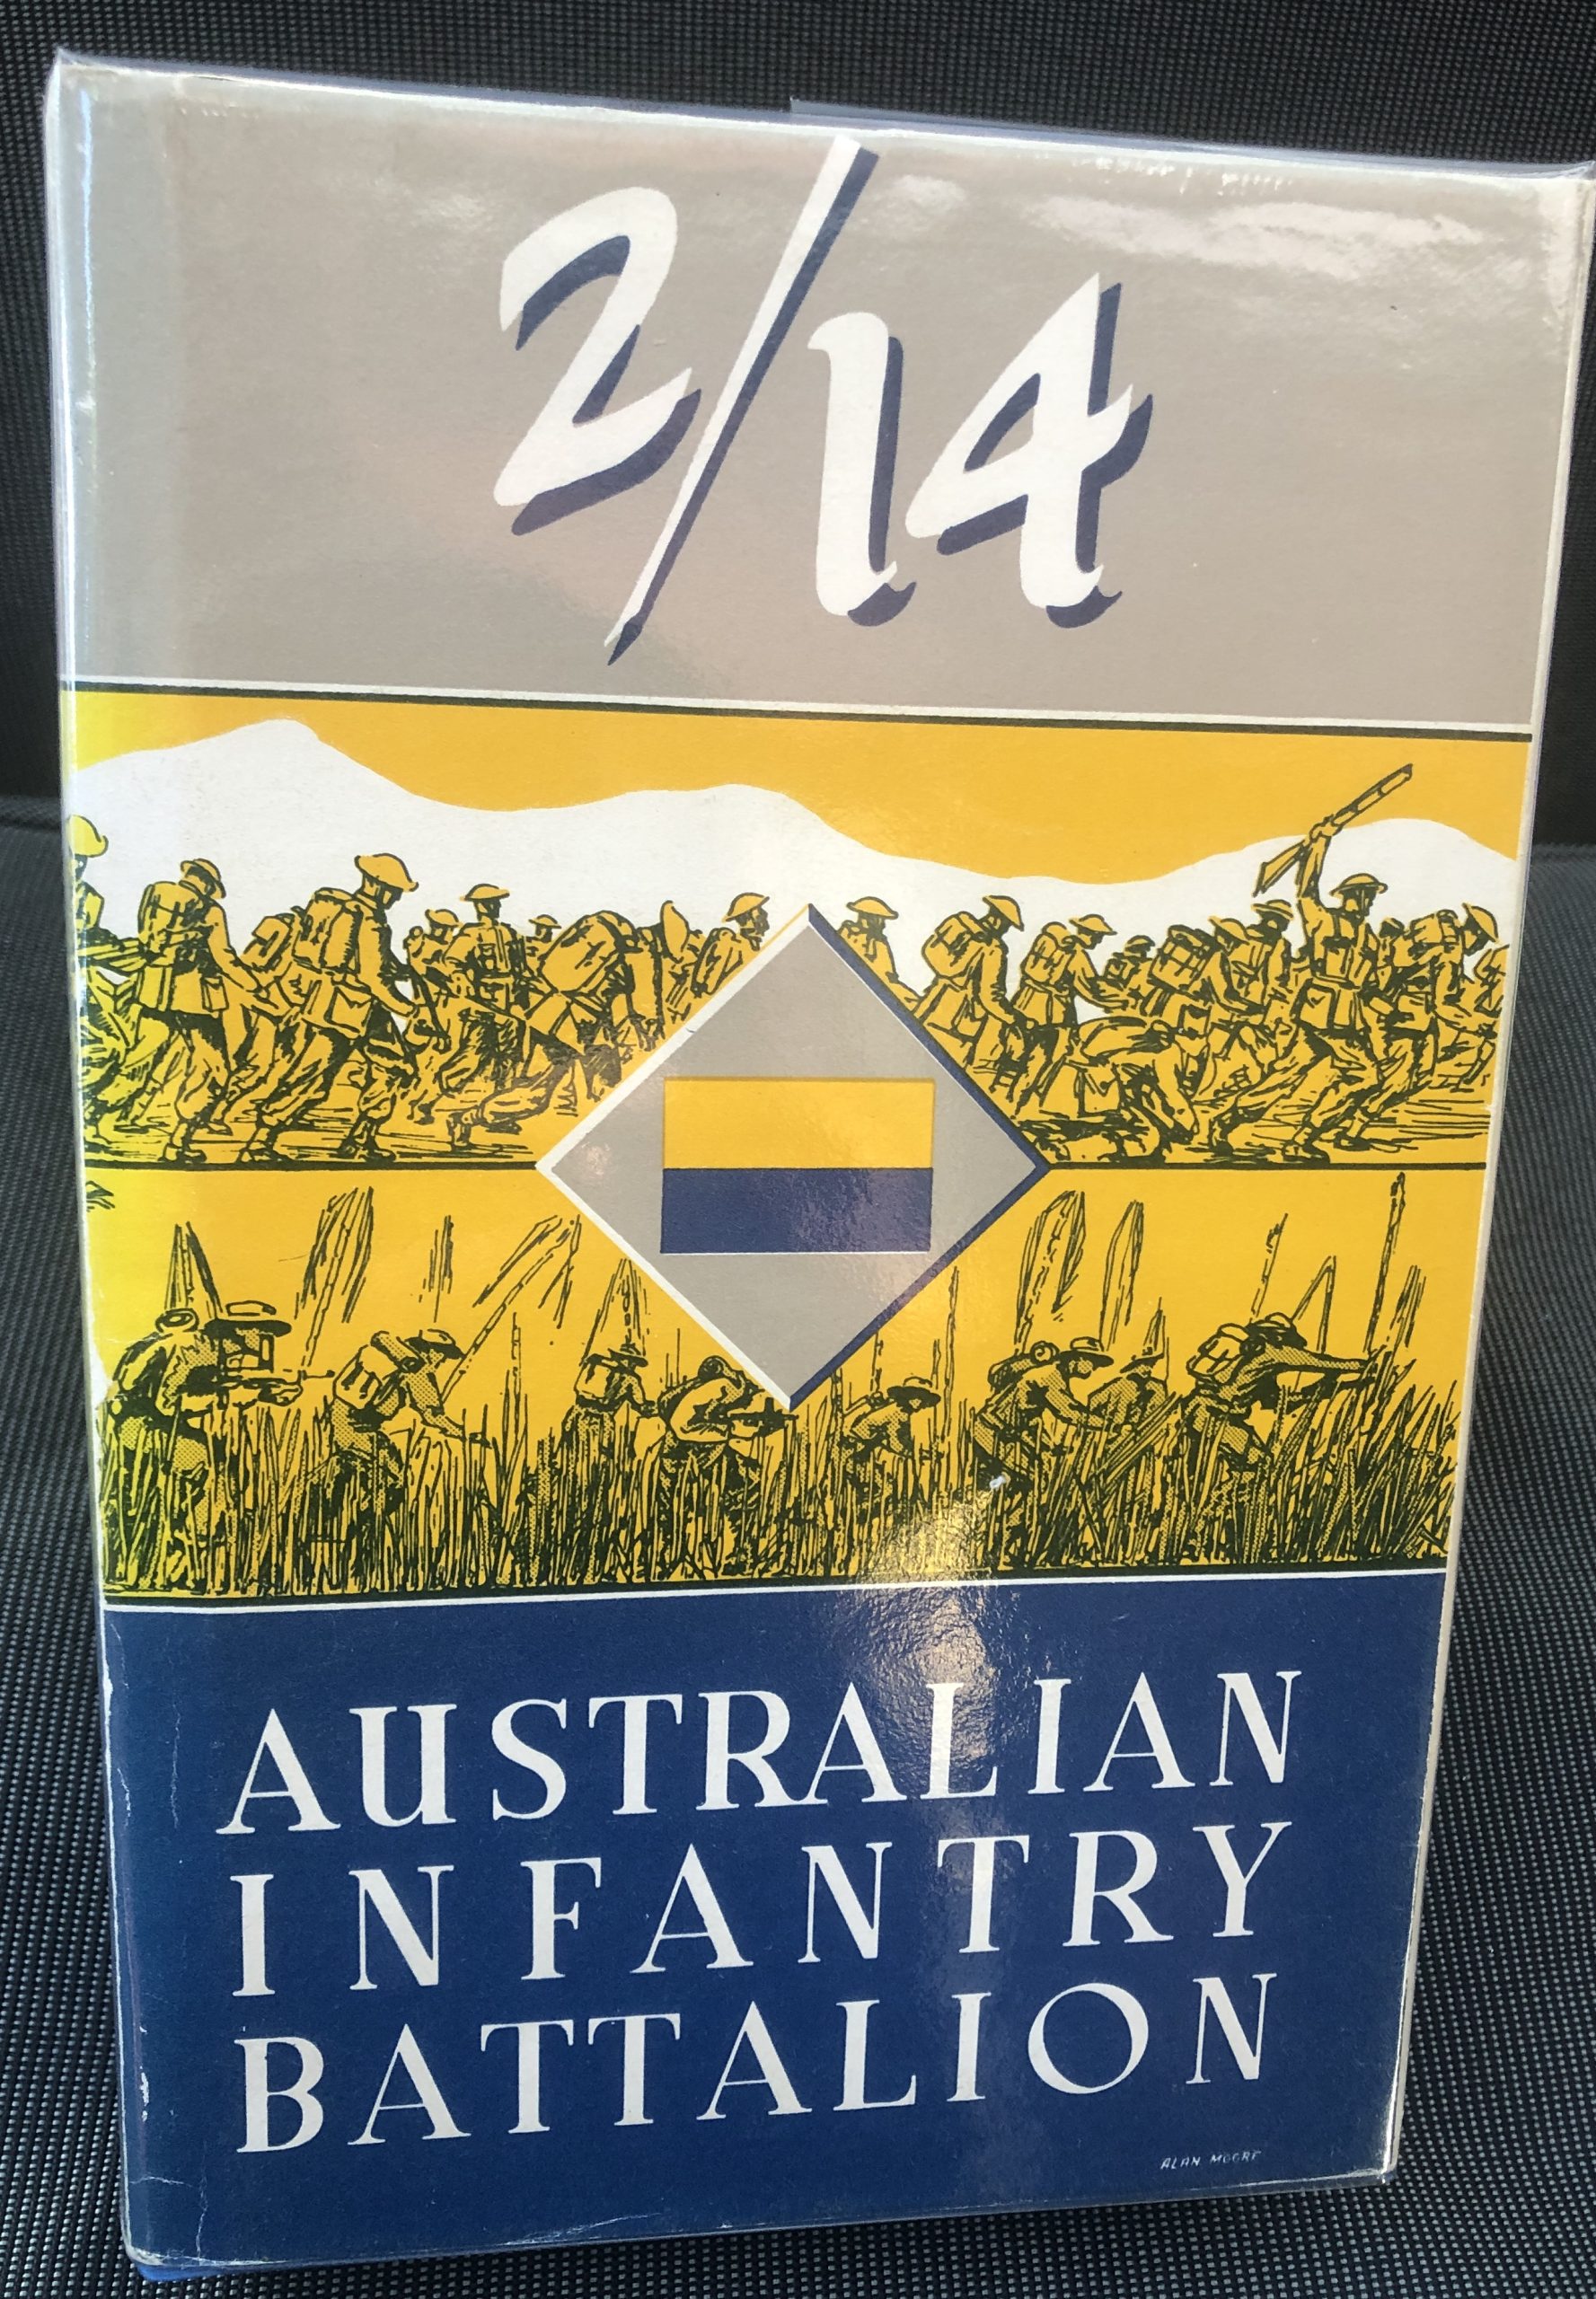 2/14
AUSTRALIAN
INFANTRY
BATTALION
ALAN MOORE